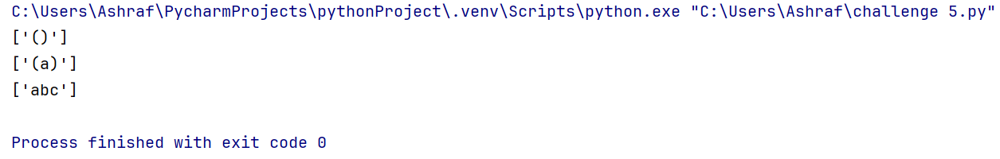 C:\Users\Ashraf\PycharmProjects\pythonProject\.venv\Scripts\python.exe "C:\Users\Ashraf\challenge 5.py"
['()']
['(a)']
['abc']
Process finished with exit code 0